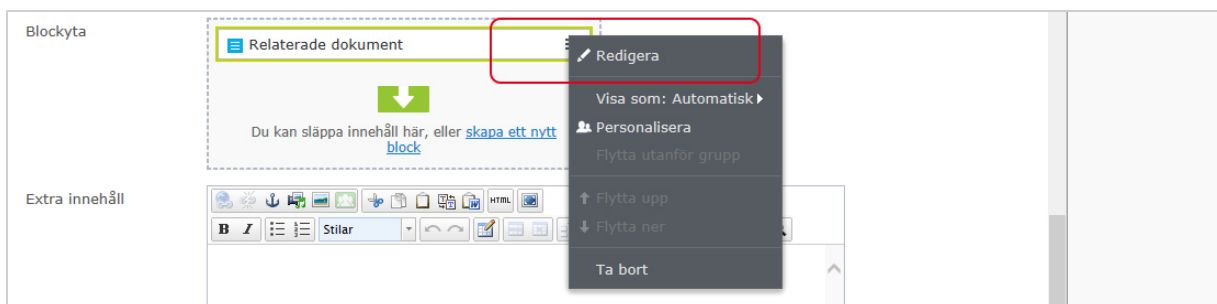 Blockyta
Relaterade dokument
Du kan släppa innehåll här, eller skapa ett nytt
block
Redigera
Visa som: Automatisk
Personalisera
Flytta utanför grupp
Flytta upp
Flytta ner
Ta bort
Extra innehåll
HTML
B I Stilar